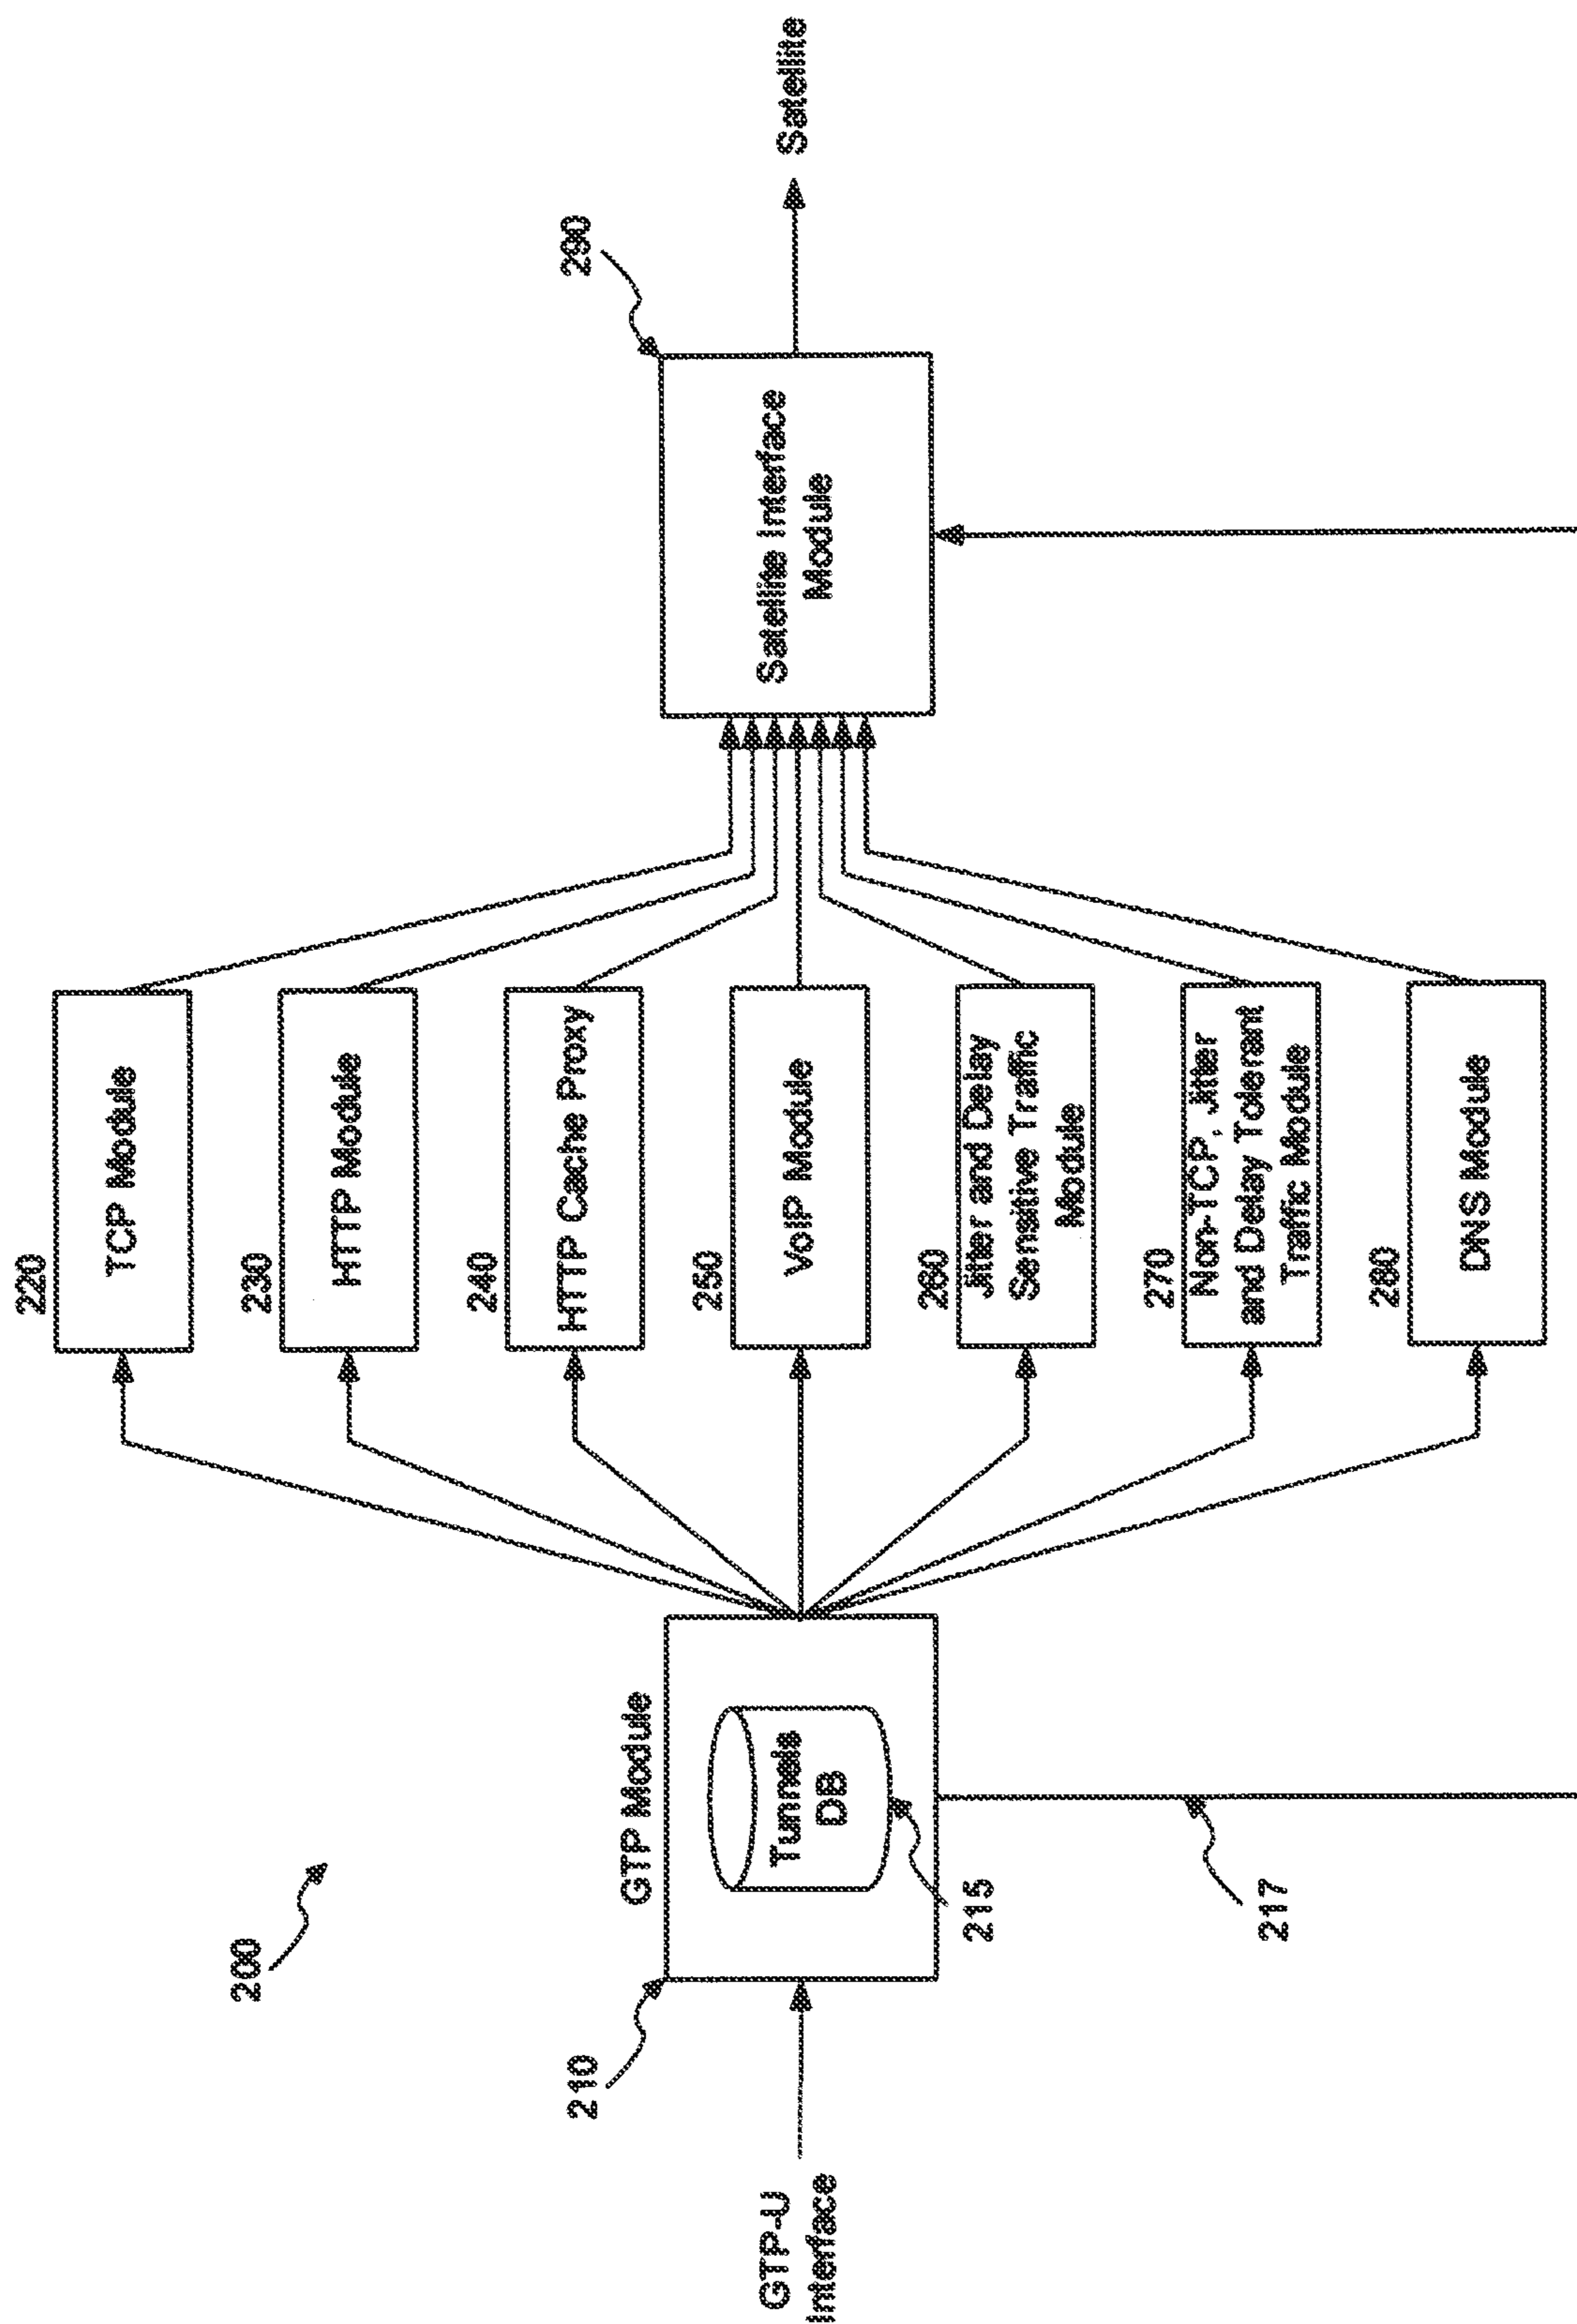 200
GTP-U
Interface
210
GTP Module
Tunnels
DB
215
217
220
TCP Module
230
HTTP Module
240
HTTP Cache Proxy
250
VoIP Module
260
Jitter and Delay
Sensitive Traffic
Module
270
Non-TCP, Jitter
and Delay Tolerant
Traffic Module
280
DNS Module
290
Satellite Interface
Module
Satellite